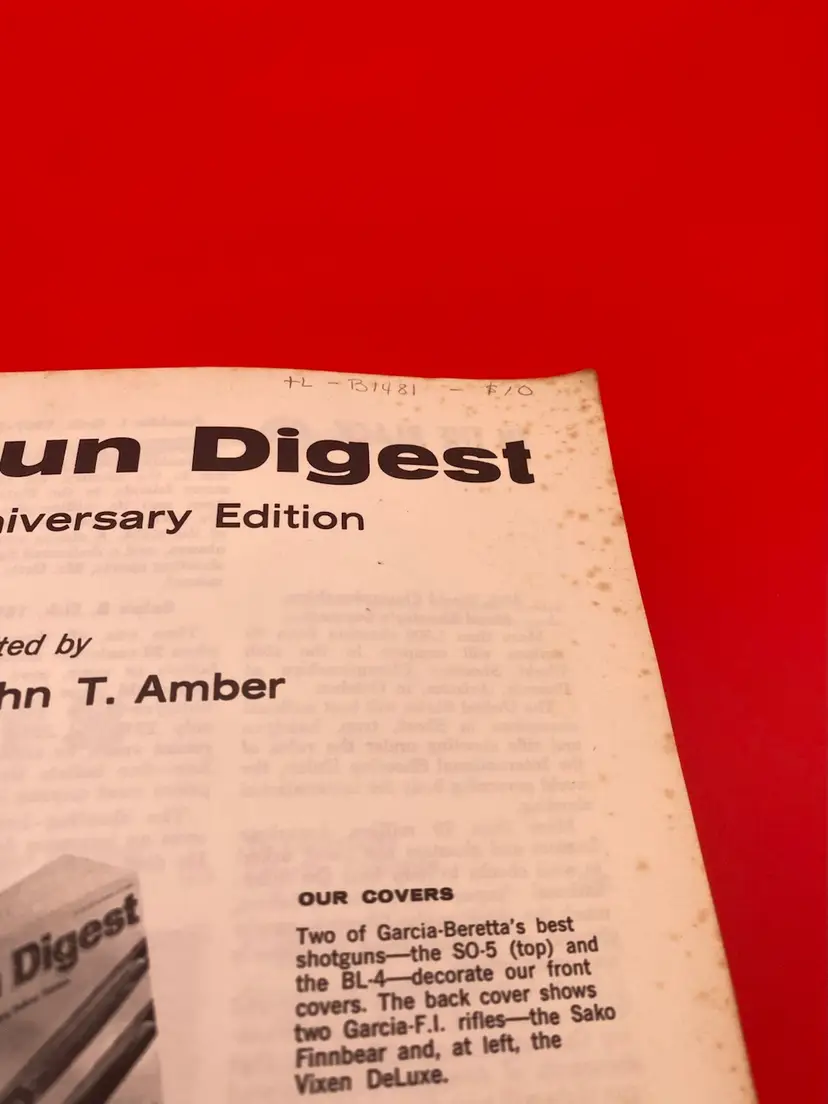 +L - B1481 - $10
un Digest
niversary Edition
ted by
hn T. Amber
Digest
OUR COVERS
Two of Garcia-Beretta's best
shotguns—the SO-5 (top) and
the BL-4—decorate our front
covers. The back cover shows
two Garcia-F.I. rifles—the Sako
Finnbear and, at left, the
Vixen DeLuxe.